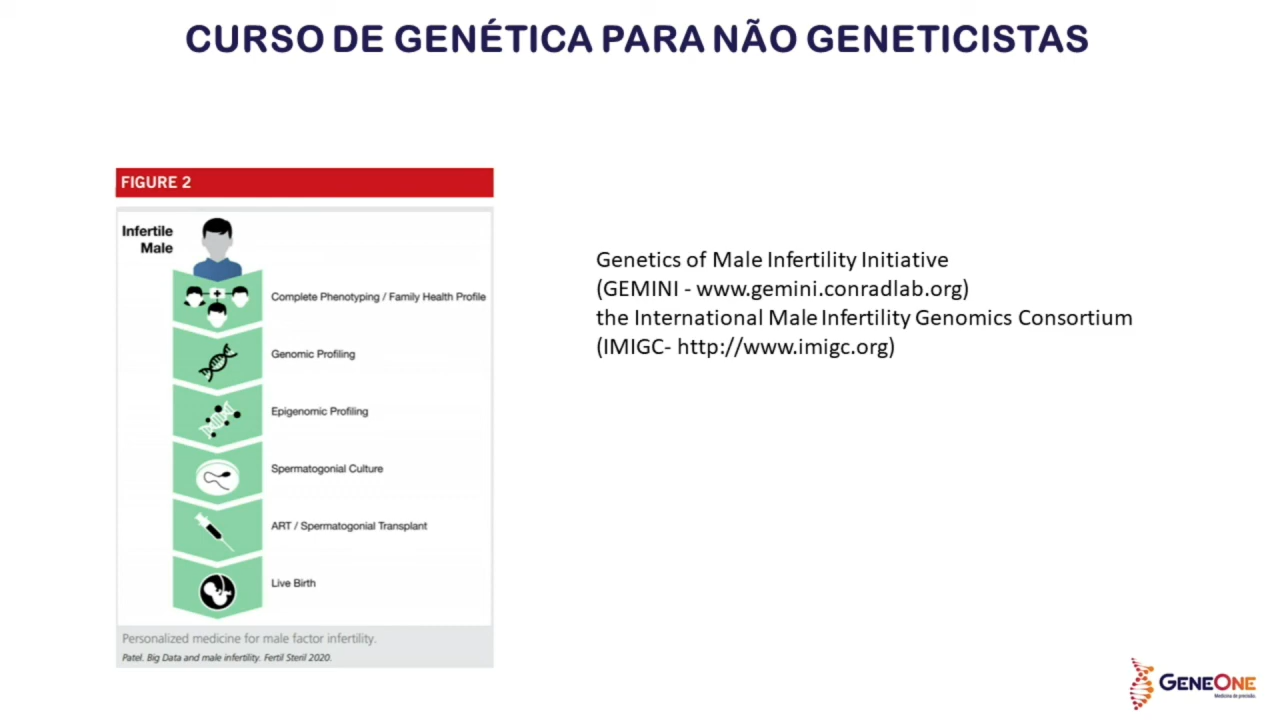 CURSO DE GENÉTICA PARA NÃO GENETICISTAS
FIGURE 2
Infertile
Male
Complete Phenotyping / Family Health Profile
Genomic Profiling
Epigenomic Profiling
Spermatogonial Culture
ART / Spermatogonial Transplant
Live Birth
Personalized medicine for male factor infertility.
Patel. Big Data and male infertility. Fertil Steril 2020.
Genetics of Male Infertility Initiative
(GEMINI - www.gemini.conradlab.org)
the International Male Infertility Genomics Consortium
(IMIGC- http://www.imigc.org)
GENEONE
Medicina de precisão.